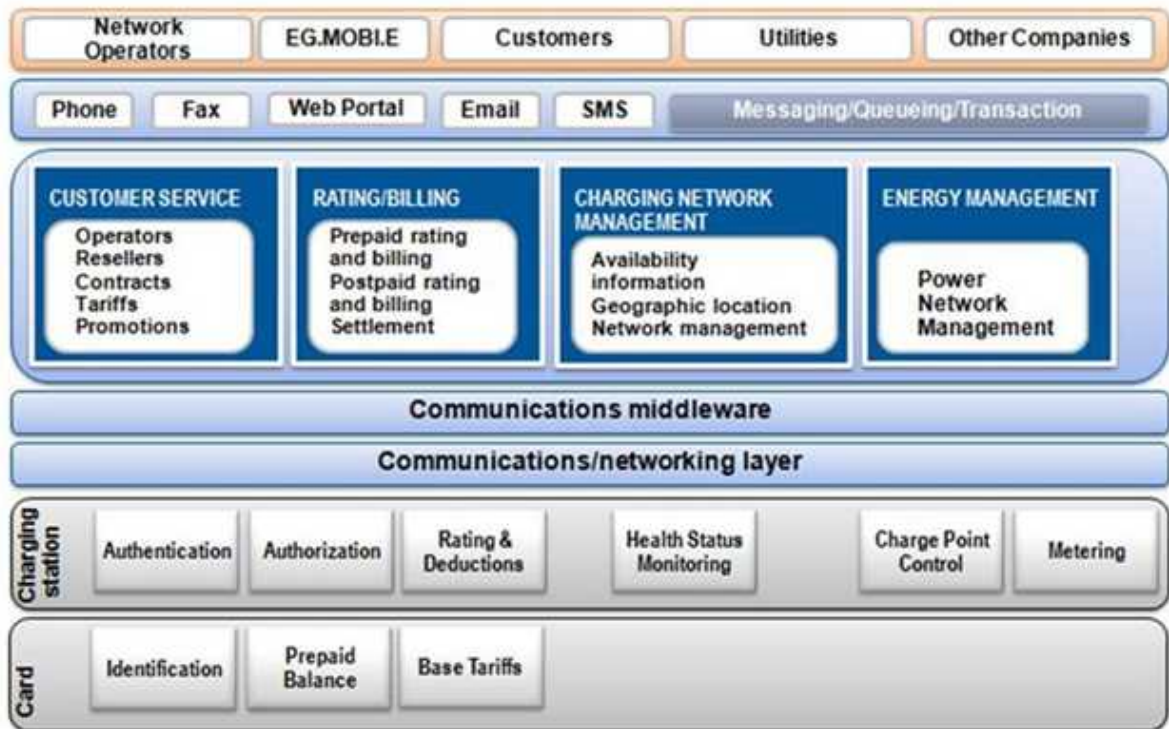 Network
Operators
EG.MOBI.E
Customers
Utilities
Other Companies
Phone
Fax
Web Portal
Email
SMS
Messaging/Queueing/Transaction
CUSTOMER SERVICE
Operators
Resellers
Contracts
Tariffs
Promotions
RATING/BILLING
Prepaid rating
and billing
Postpaid rating
and billing
Settlement
CHARGING NETWORK
MANAGEMENT
Availability
information
Geographic location
Network management
ENERGY MANAGEMENT
Power
Network
Management
Communications middleware
Communications/networking layer
Charging
station
Authentication
Authorization
Rating &
Deductions
Health Status
Monitoring
Charge Point
Control
Metering
Card
Identification
Prepaid
Balance
Base Tariffs